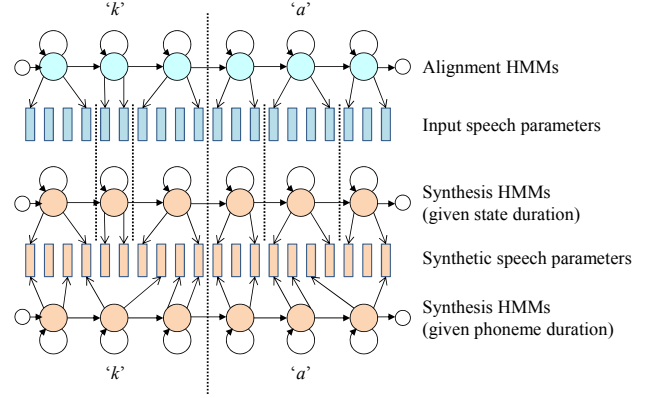 ‘k’ ‘a’
Alignment HMMs
Input speech parameters
Synthesis HMMs
(given state duration)
Synthetic speech parameters
Synthesis HMMs
(given phoneme duration)
‘k’ ‘a’